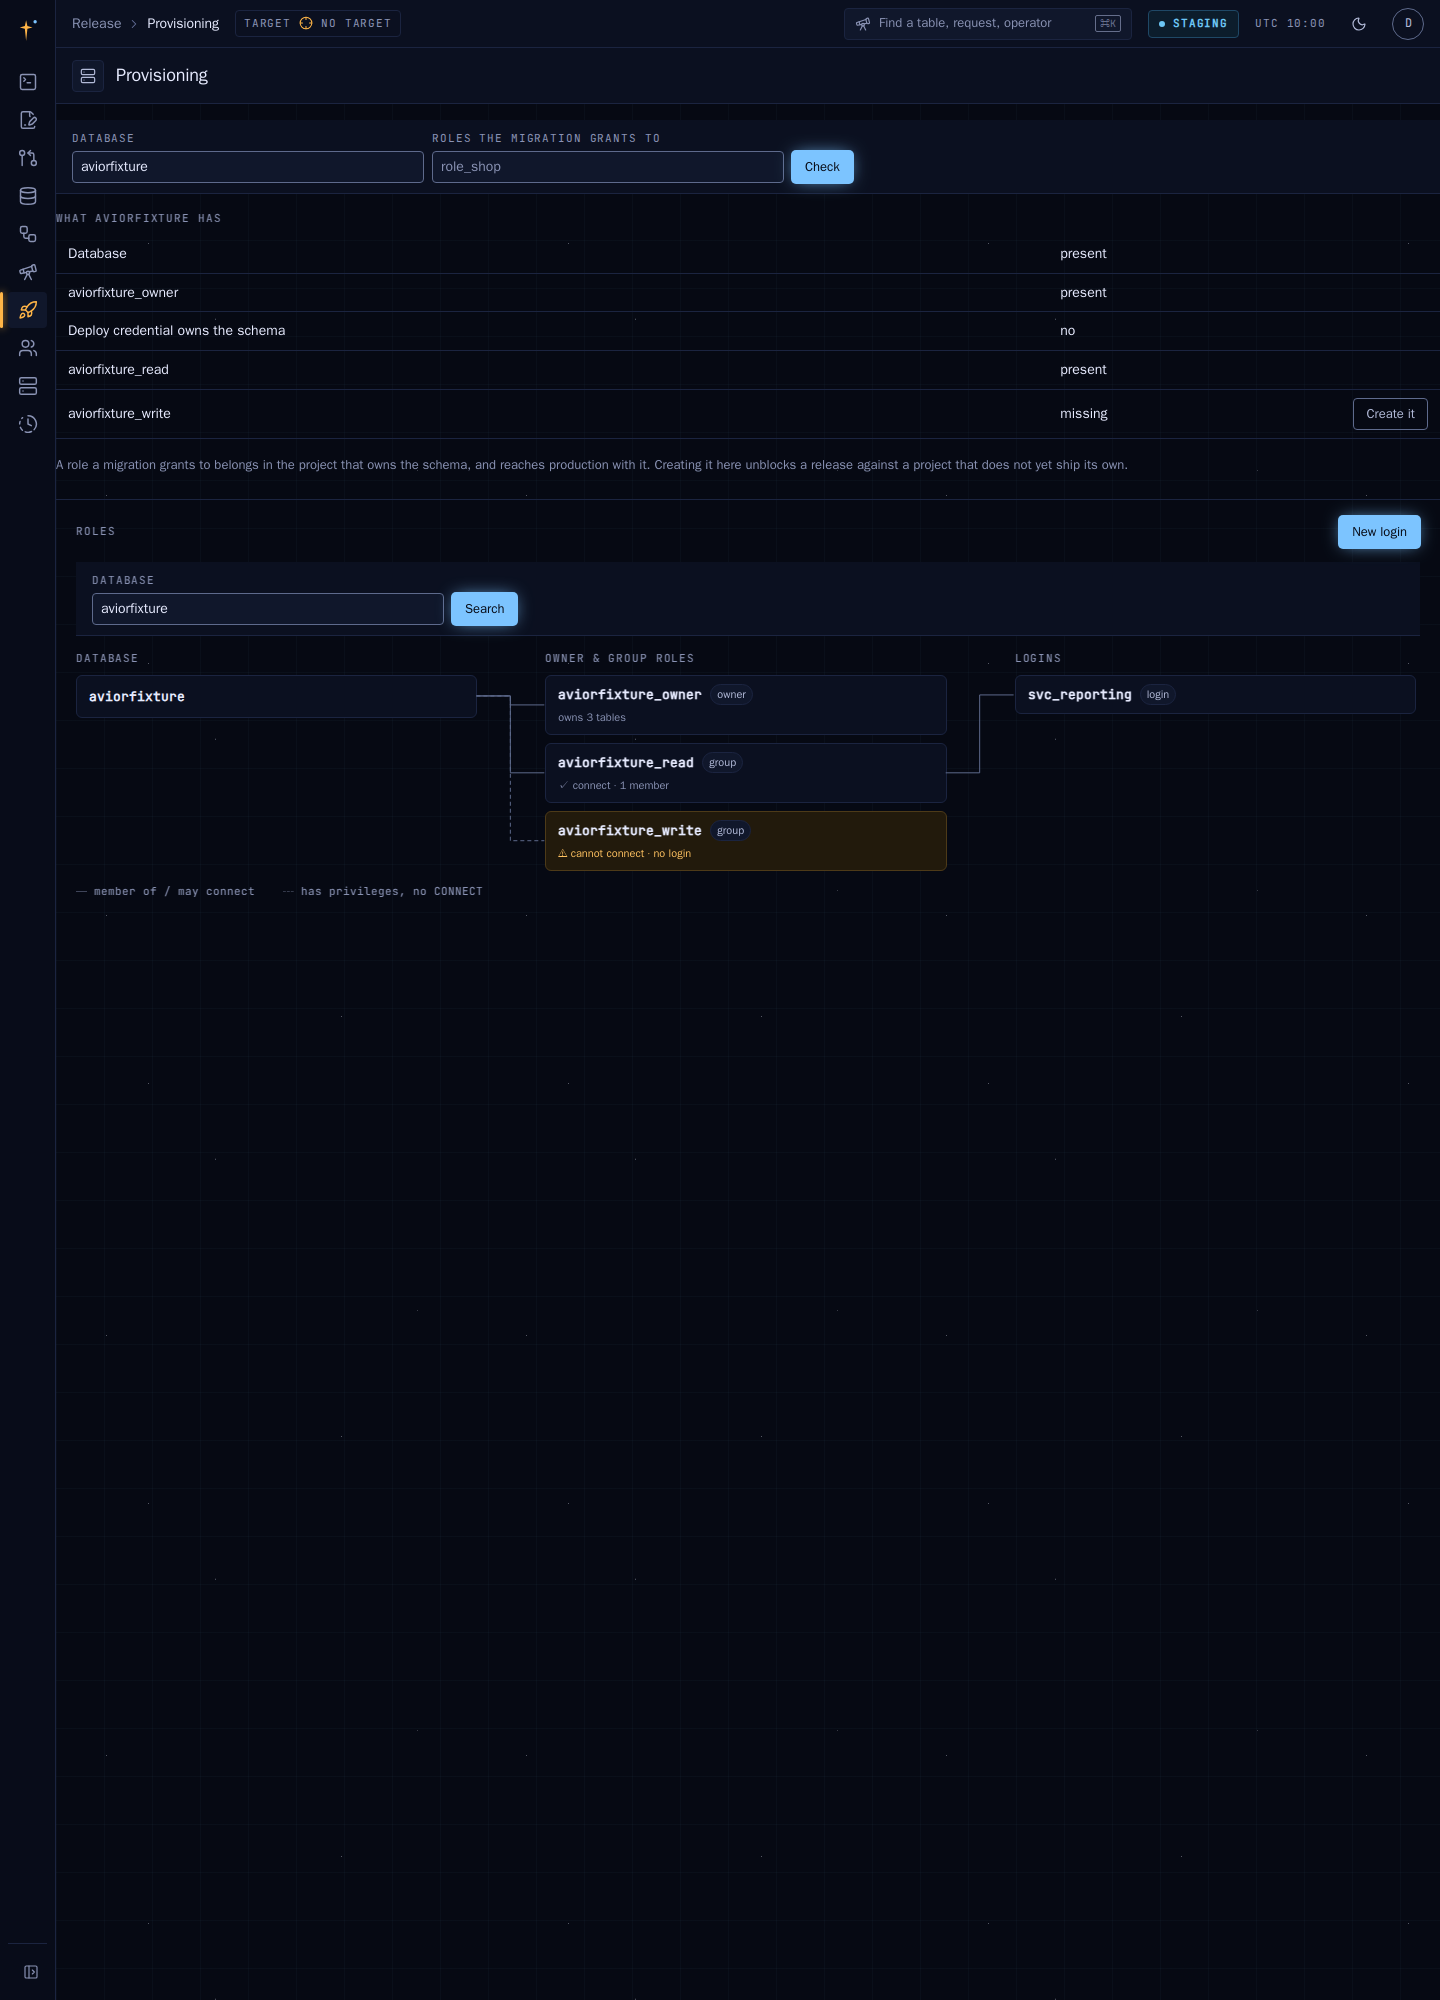 Release > Provisioning
TARGET NO TARGET
Find a table, request, operator
⌘K
STAGING
UTC 10:00
D
Provisioning
DATABASE
ROLES THE MIGRATION GRANTS TO
aviorfixture
role_shop
Check
WHAT AVIORFIXTURE HAS
Database present
aviorfixture_owner present
Deploy credential owns the schema no
aviorfixture_read present
aviorfixture_write missing Create it
A role a migration grants to belongs in the project that owns the schema, and reaches production with it. Creating it here unblocks a release against a project that does not yet ship its own.
ROLES
New login
DATABASE
aviorfixture
Search
DATABASE
OWNER & GROUP ROLES
LOGINS
aviorfixture
aviorfixture_owner owner
owns 3 tables
svc_reporting login
aviorfixture_read group
✓ connect · 1 member
aviorfixture_write group
⚠ cannot connect · no login
— member of / may connect
--- has privileges, no CONNECT